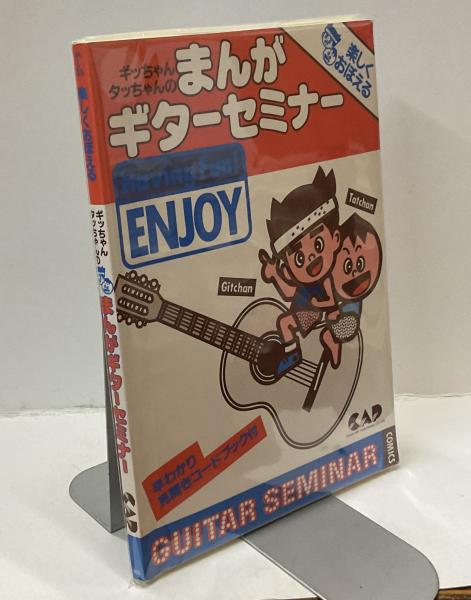 ギッちゃん
タッちゃんの
まんが
ギターセミナー
楽しく
おぼえる
Having Fun!
ENJOY
Tatchan
Gitchan
CAD
早わかり
見開きコードブック付
COMICS
GUITAR SEMINAR
楽しくおぼえる
ギッちゃん
タッちゃんの
まんがギターセミナー
CAD